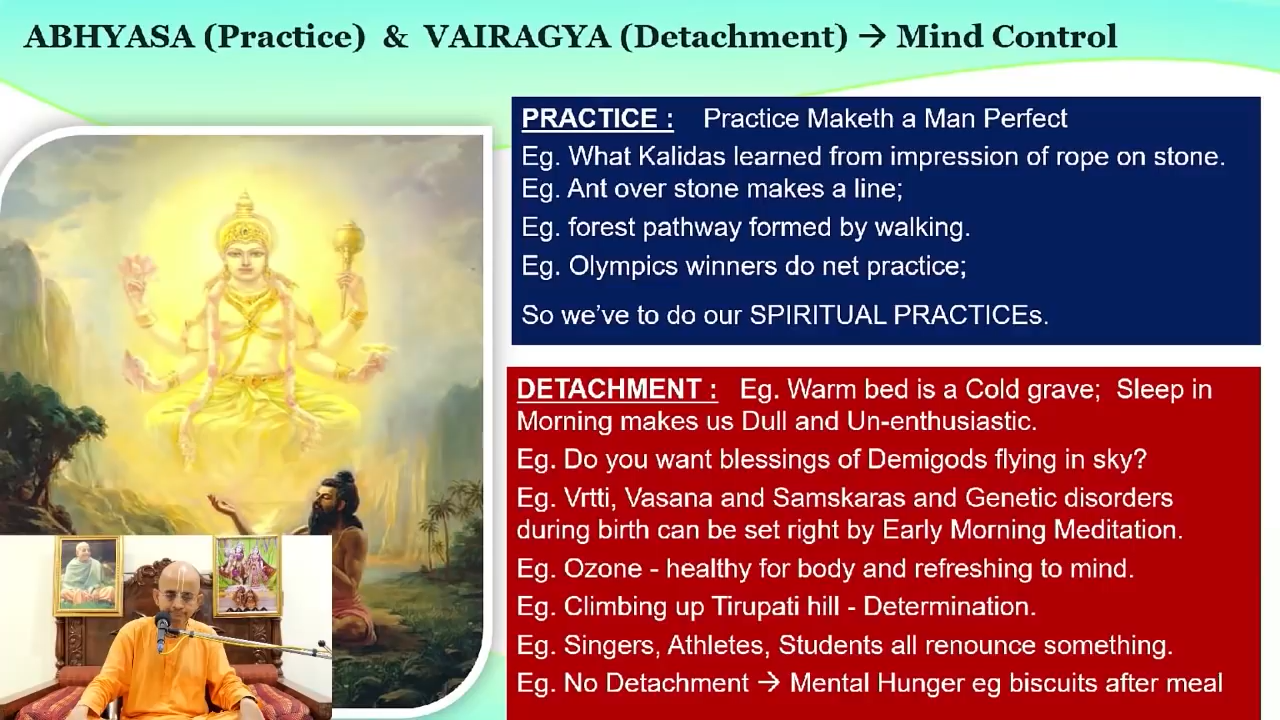 ABHYASA (Practice) & VAIRAGYA (Detachment) → Mind Control
PRACTICE : Practice Maketh a Man Perfect
Eg. What Kalidas learned from impression of rope on stone.
Eg. Ant over stone makes a line;
Eg. forest pathway formed by walking.
Eg. Olympics winners do net practice;
So we've to do our SPIRITUAL PRACTICEs.
DETACHMENT : Eg. Warm bed is a Cold grave; Sleep in
Morning makes us Dull and Un-enthusiastic.
Eg. Do you want blessings of Demigods flying in sky?
Eg. Vrtti, Vasana and Samskaras and Genetic disorders
during birth can be set right by Early Morning Meditation.
Eg. Ozone - healthy for body and refreshing to mind.
Eg. Climbing up Tirupati hill - Determination.
Eg. Singers, Athletes, Students all renounce something.
Eg. No Detachment → Mental Hunger eg biscuits after meal